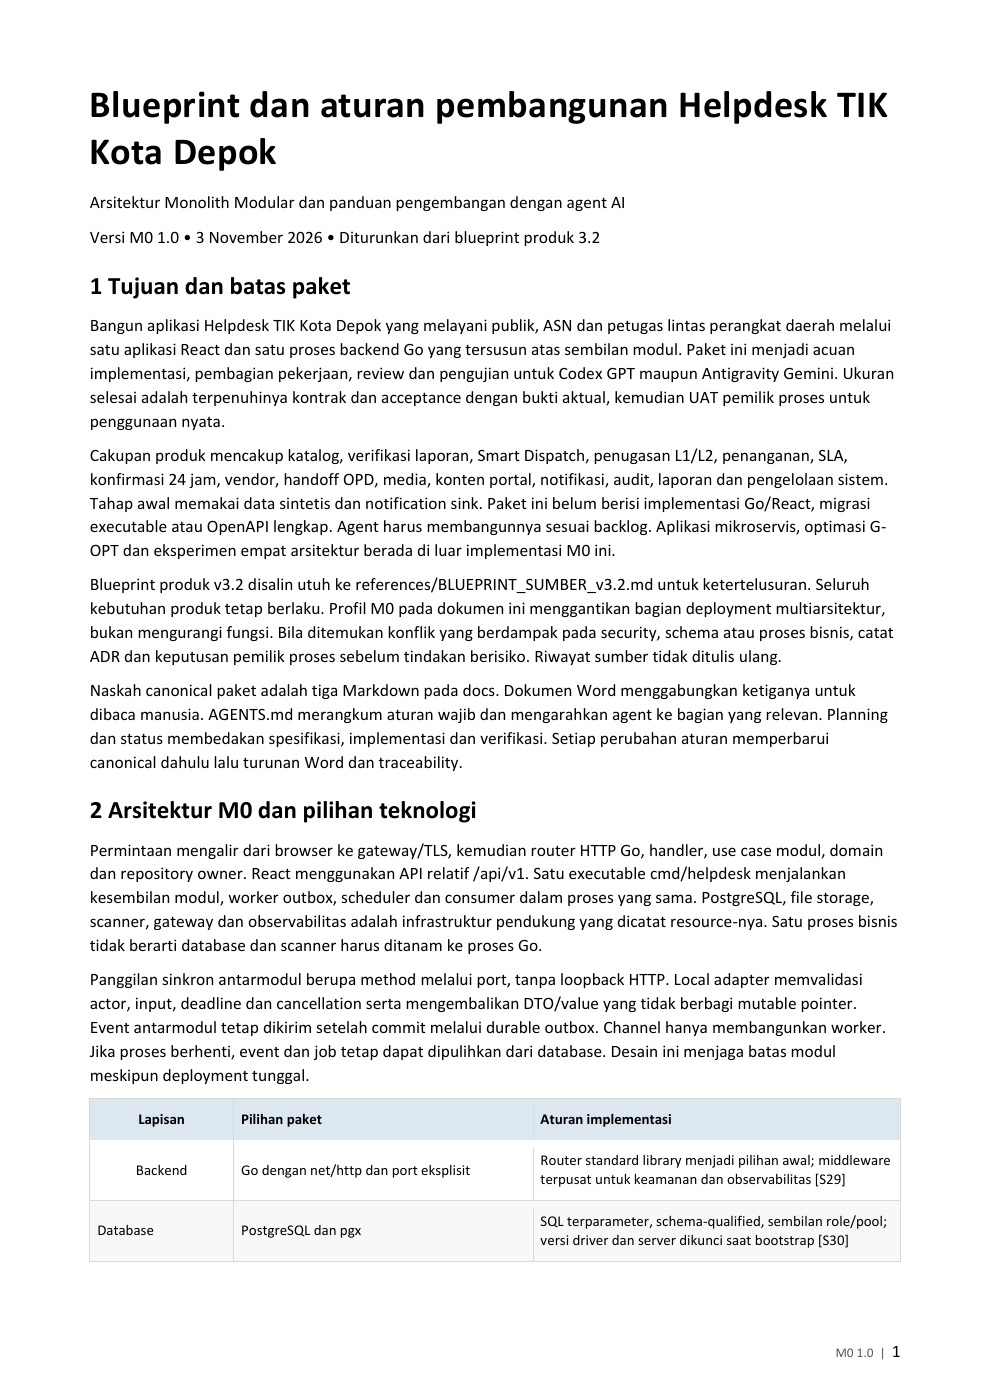 Blueprint dan aturan pembangunan Helpdesk TIK
Kota Depok
Arsitektur Monolith Modular dan panduan pengembangan dengan agent AI
Versi M0 1.0 • 3 November 2026 • Diturunkan dari blueprint produk 3.2
1 Tujuan dan batas paket
Bangun aplikasi Helpdesk TIK Kota Depok yang melayani publik, ASN dan petugas lintas perangkat daerah melalui
satu aplikasi React dan satu proses backend Go yang tersusun atas sembilan modul. Paket ini menjadi acuan
implementasi, pembagian pekerjaan, review dan pengujian untuk Codex GPT maupun Antigravity Gemini. Ukuran
selesai adalah terpenuhinya kontrak dan acceptance dengan bukti aktual, kemudian UAT pemilik proses untuk
penggunaan nyata.
Cakupan produk mencakup katalog, verifikasi laporan, Smart Dispatch, penugasan L1/L2, penanganan, SLA,
konfirmasi 24 jam, vendor, handoff OPD, media, konten portal, notifikasi, audit, laporan dan pengelolaan sistem.
Tahap awal memakai data sintetis dan notification sink. Paket ini belum berisi implementasi Go/React, migrasi
executable atau OpenAPI lengkap. Agent harus membangunnya sesuai backlog. Aplikasi mikroservis, optimasi G-
OPT dan eksperimen empat arsitektur berada di luar implementasi M0 ini.
Blueprint produk v3.2 disalin utuh ke references/BLUEPRINT_SUMBER_v3.2.md untuk ketertelusuran. Seluruh
kebutuhan produk tetap berlaku. Profil M0 pada dokumen ini menggantikan bagian deployment multiarsitektur,
bukan mengurangi fungsi. Bila ditemukan konflik yang berdampak pada security, schema atau proses bisnis, catat
ADR dan keputusan pemilik proses sebelum tindakan berisiko. Riwayat sumber tidak ditulis ulang.
Naskah canonical paket adalah tiga Markdown pada docs. Dokumen Word menggabungkan ketiganya untuk
dibaca manusia. AGENTS.md merangkum aturan wajib dan mengarahkan agent ke bagian yang relevan. Planning
dan status membedakan spesifikasi, implementasi dan verifikasi. Setiap perubahan aturan memperbarui
canonical dahulu lalu turunan Word dan traceability.
2 Arsitektur M0 dan pilihan teknologi
Permintaan mengalir dari browser ke gateway/TLS, kemudian router HTTP Go, handler, use case modul, domain
dan repository owner. React menggunakan API relatif /api/v1. Satu executable cmd/helpdesk menjalankan
kesembilan modul, worker outbox, scheduler dan consumer dalam proses yang sama. PostgreSQL, file storage,
scanner, gateway dan observabilitas adalah infrastruktur pendukung yang dicatat resource-nya. Satu proses bisnis
tidak berarti database dan scanner harus ditanam ke proses Go.
Panggilan sinkron antarmodul berupa method melalui port, tanpa loopback HTTP. Local adapter memvalidasi
actor, input, deadline dan cancellation serta mengembalikan DTO/value yang tidak berbagi mutable pointer.
Event antarmodul tetap dikirim setelah commit melalui durable outbox. Channel hanya membangunkan worker.
Jika proses berhenti, event dan job tetap dapat dipulihkan dari database. Desain ini menjaga batas modul
meskipun deployment tunggal.
Lapisan
Pilihan paket
Aturan implementasi
Backend
Go dengan net/http dan port eksplisit
Router standard library menjadi pilihan awal; middleware
terpusat untuk keamanan dan observabilitas [S29]
Database
PostgreSQL dan pgx
SQL terparameter, schema-qualified, sembilan role/pool;
versi driver dan server dikunci saat bootstrap [S30]
M0 1.0 | 1